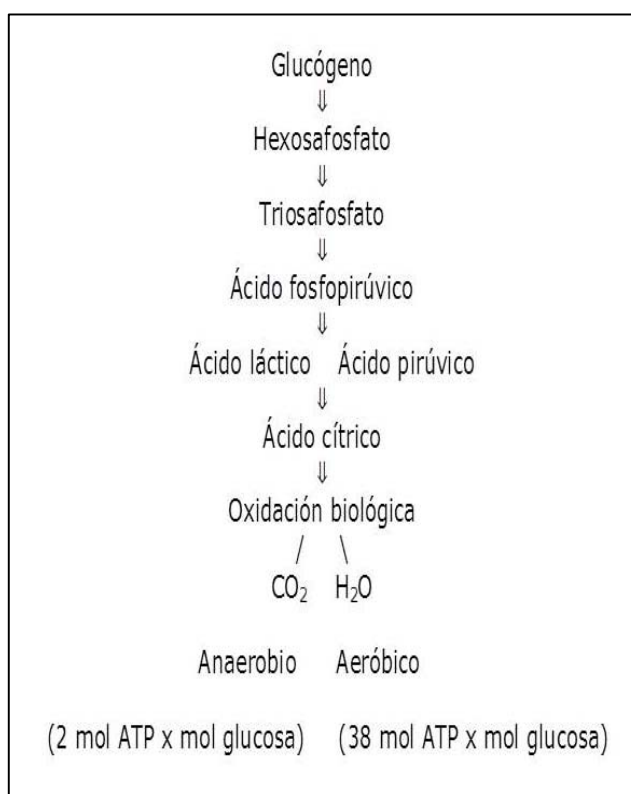 Glucógeno
⇓
Hexosafosfato
⇓
Triosafosfato
⇓
Ácido fosfopirúvico
⇓
Ácido láctico Ácido pirúvico
⇓
Ácido cítrico
⇓
Oxidación biológica
/ \
CO₂ H₂O
Anaerobio Aeróbico
(2 mol ATP x mol glucosa) (38 mol ATP x mol glucosa)